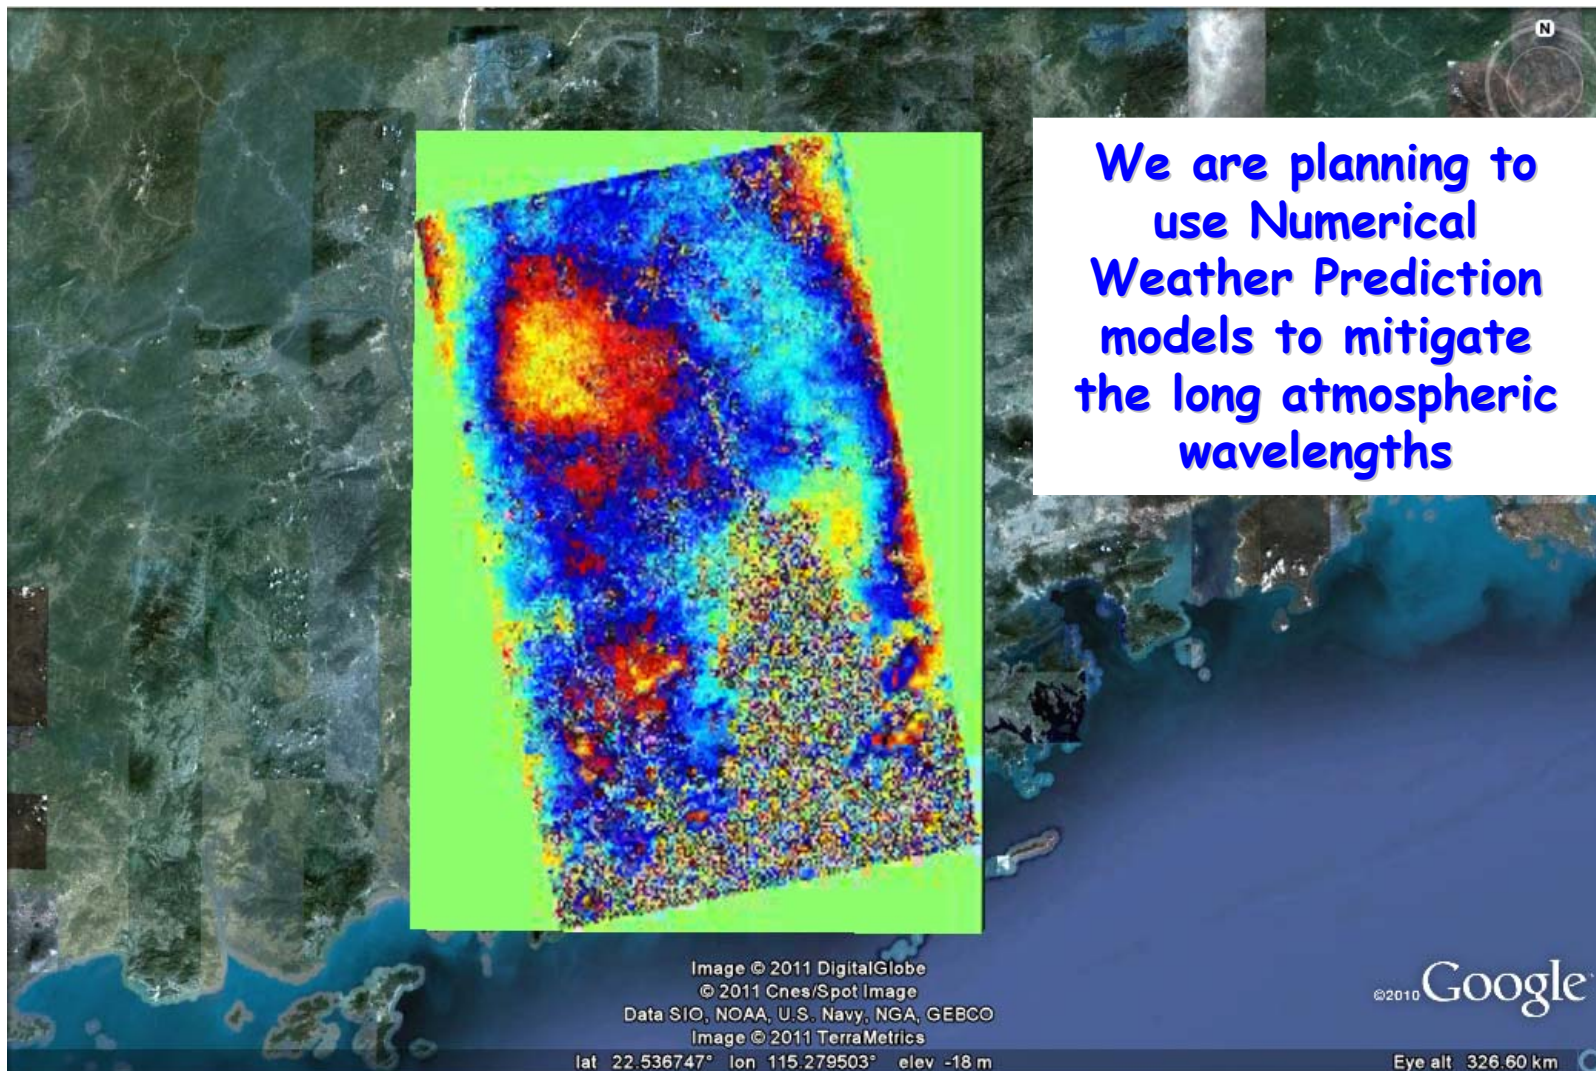 N
We are planning to
use Numerical
Weather Prediction
models to mitigate
the long atmospheric
wavelengths
Image © 2011 DigitalGlobe
© 2011 Cnes/Spot Image
Data SIO, NOAA, U.S. Navy, NGA, GEBCO
Image © 2011 TerraMetrics
©2010 Google
lat 22.536747° lon 115.279503° elev -18 m
Eye alt 326.60 km